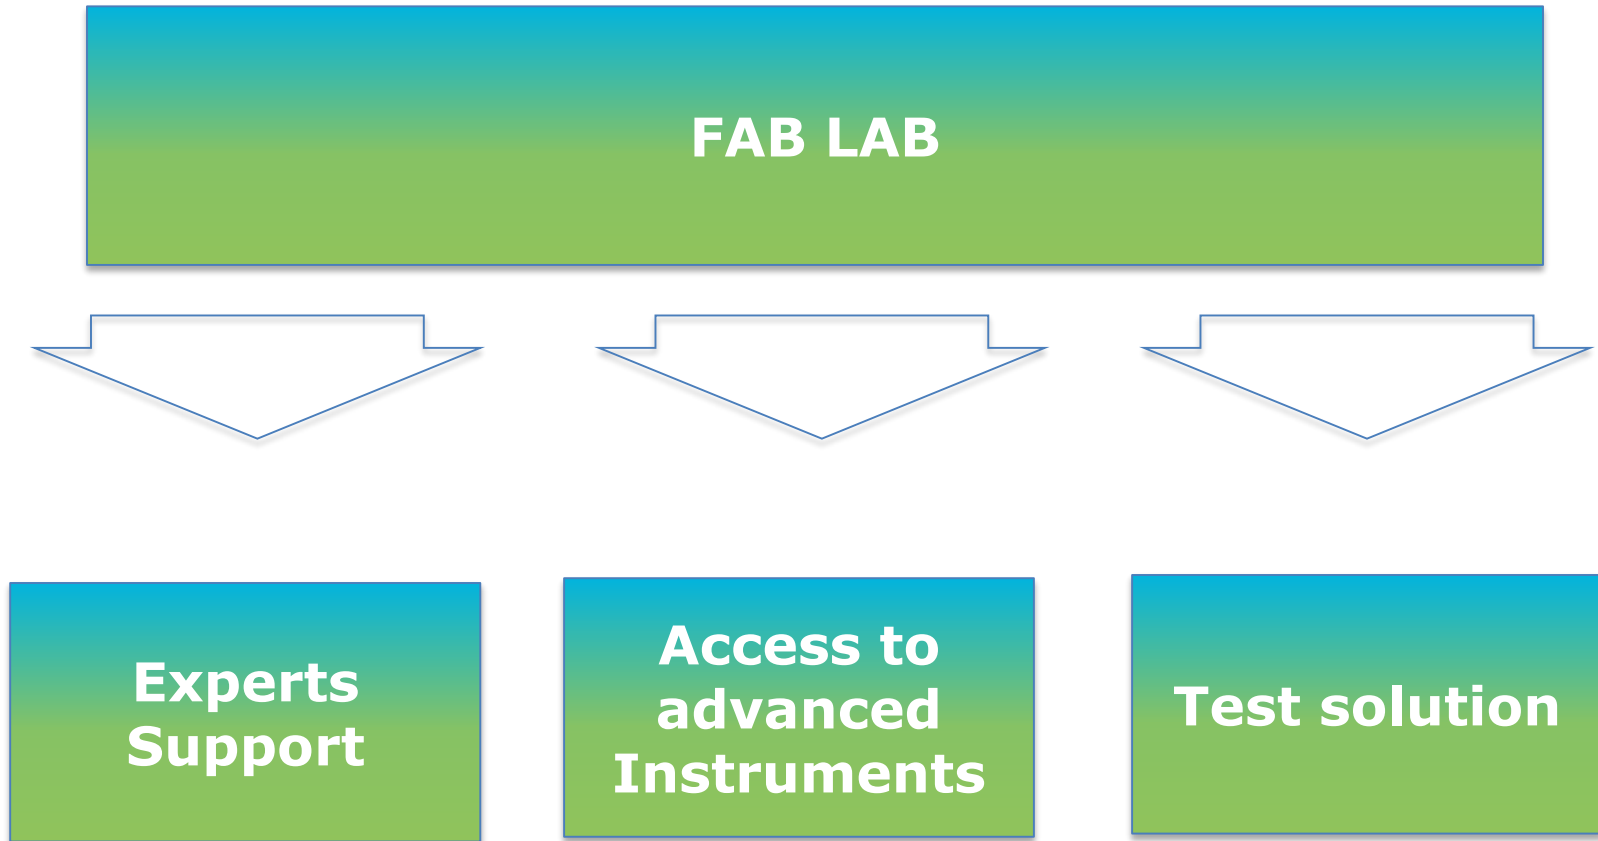 FAB LAB
Experts
Support
Access to
advanced
Instruments
Test solution